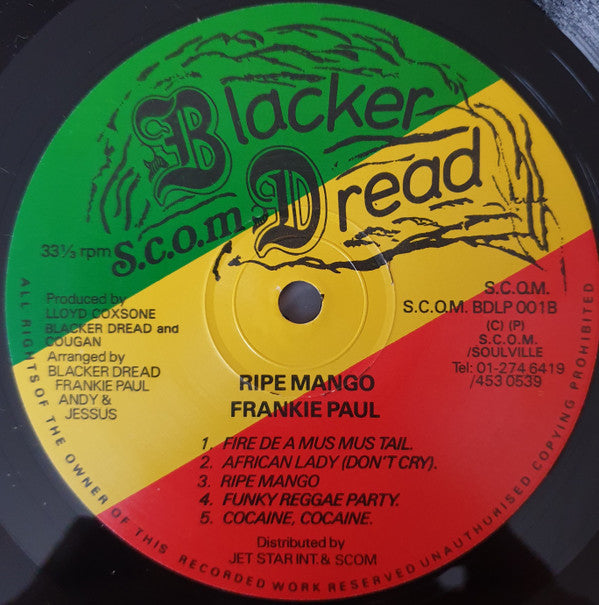 Blacker
Dread
S.C.O.M.
33⅓ rpm
Produced by
LLOYD COXSONE
BLACKER DREAD and
COUGAN
Arranged by
BLACKER DREAD
FRANKIE PAUL
ANDY &
JESSUS
S.C.O.M.
S.C.O.M. BDLP 001B
(C) (P)
S.C.O.M.
/SOULVILLE
Tel: 01-274 6419
/453 0539
RIPE MANGO
FRANKIE PAUL
1. FIRE DE A MUS MUS TAIL.
2. AFRICAN LADY (DON'T CRY).
3. RIPE MANGO
4. FUNKY REGGAE PARTY.
5. COCAINE, COCAINE.
Distributed by
JET STAR INT. & SCOM
ALL RIGHTS OF THE OWNER OF THIS RECORDED WORK RESERVED UNAUTHORISED COPYING PROHIBITED